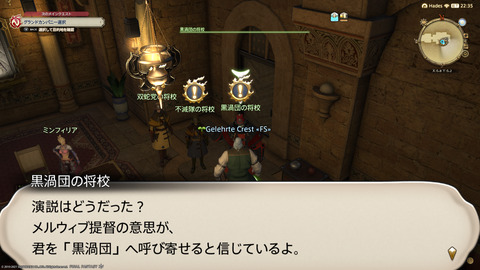 Hades
22:35
グランドカンパニー選択
黒渦団の将校
双蛇党の将校
不滅隊の将校
黒渦団の将校
ミンフィリア
Gelehrte Crest «FS»
黒渦団の将校
演説はどうだった?
メルウィブ提督の意思が、
君を「黒渦団」へ呼び寄せると信じているよ。